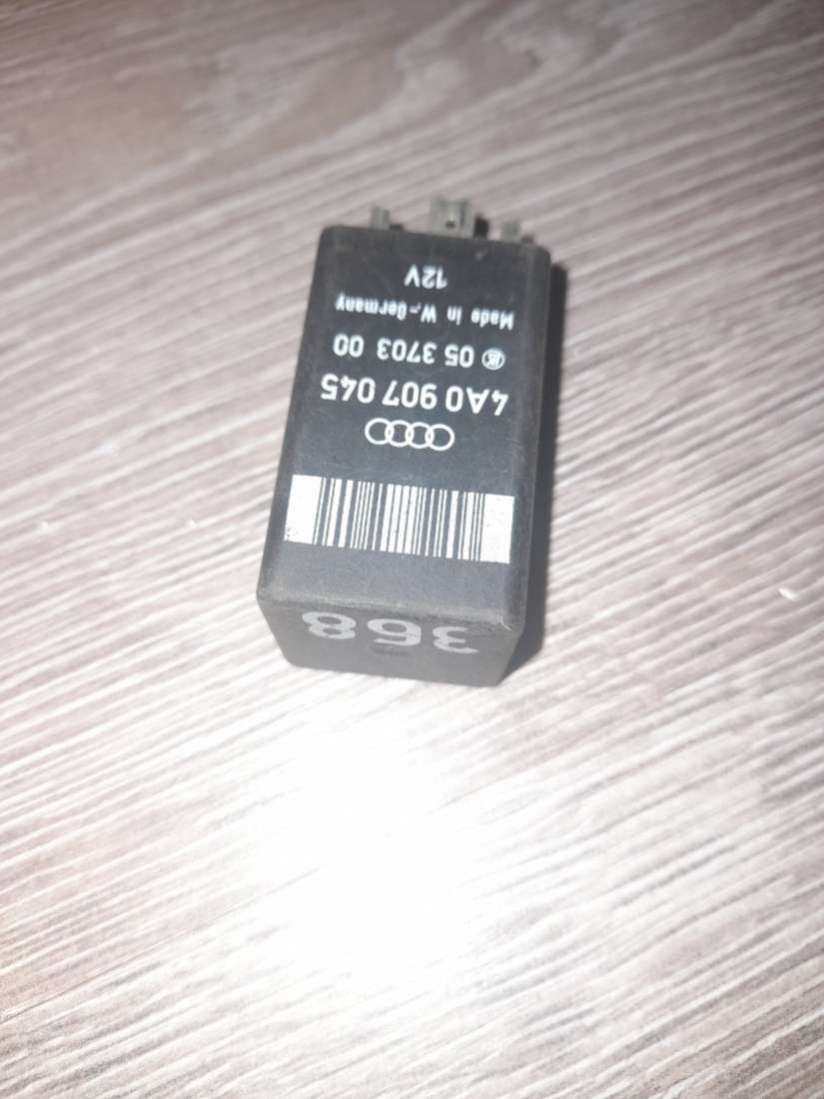 368
4A0 907 045
05 3703 00
Made in W.-Germany
12V